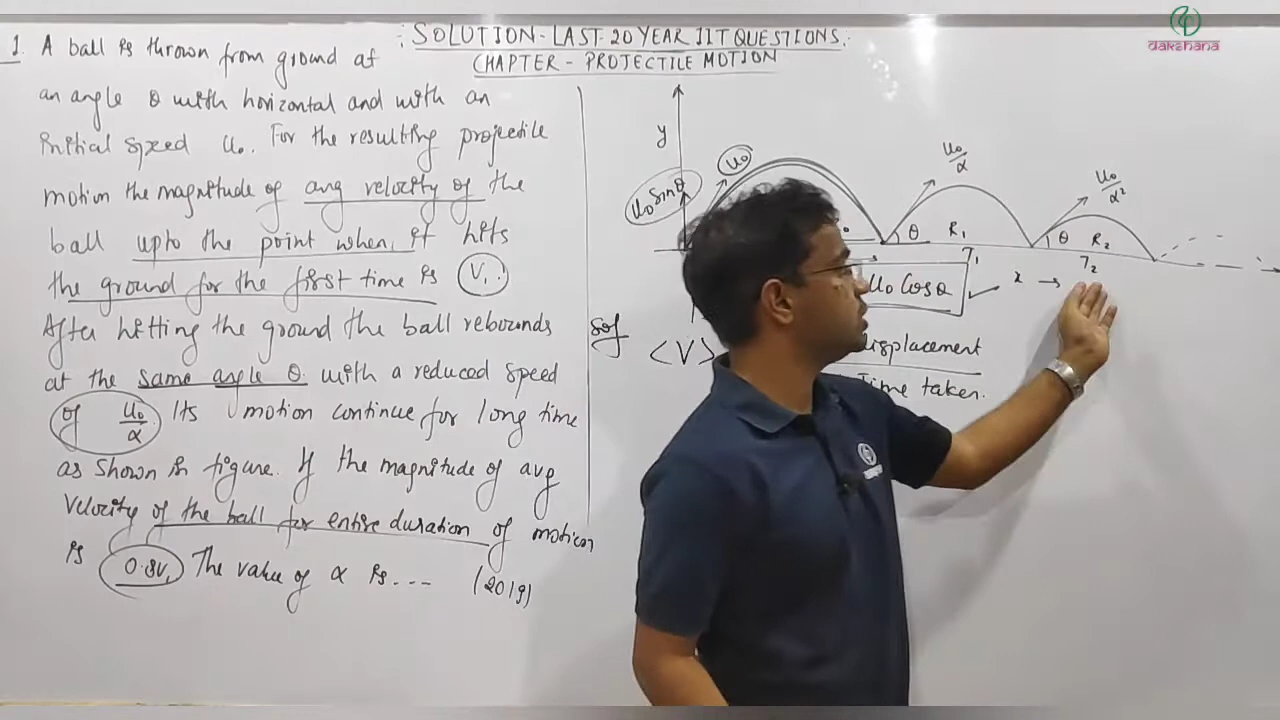 dakshana
: SOLUTION - LAST 20 YEAR IIT QUESTIONS :
CHAPTER - PROJECTILE MOTION
1. A ball is thrown from ground at
an angle θ with horizontal and with an
initial speed u₀. For the resulting projectile
motion the magnitude of avg velocity of the
ball upto the point when it hits
the ground for the first time is V₁.
After hitting the ground the ball rebounds
at the same angle θ with a reduced speed
of u₀/α Its motion continue for long time
as shown in figure. If the magnitude of avg
velocity of the ball for entire duration of motion
is 0.8V₁ The value of α is --- (2019)
y
u₀ sinθ
u₀
u₀/α
u₀/α²
θ R₁
θ R₂
T₁
T₂
u₀ cosθ
x →
Sol
<V>
displacement
Time taken.